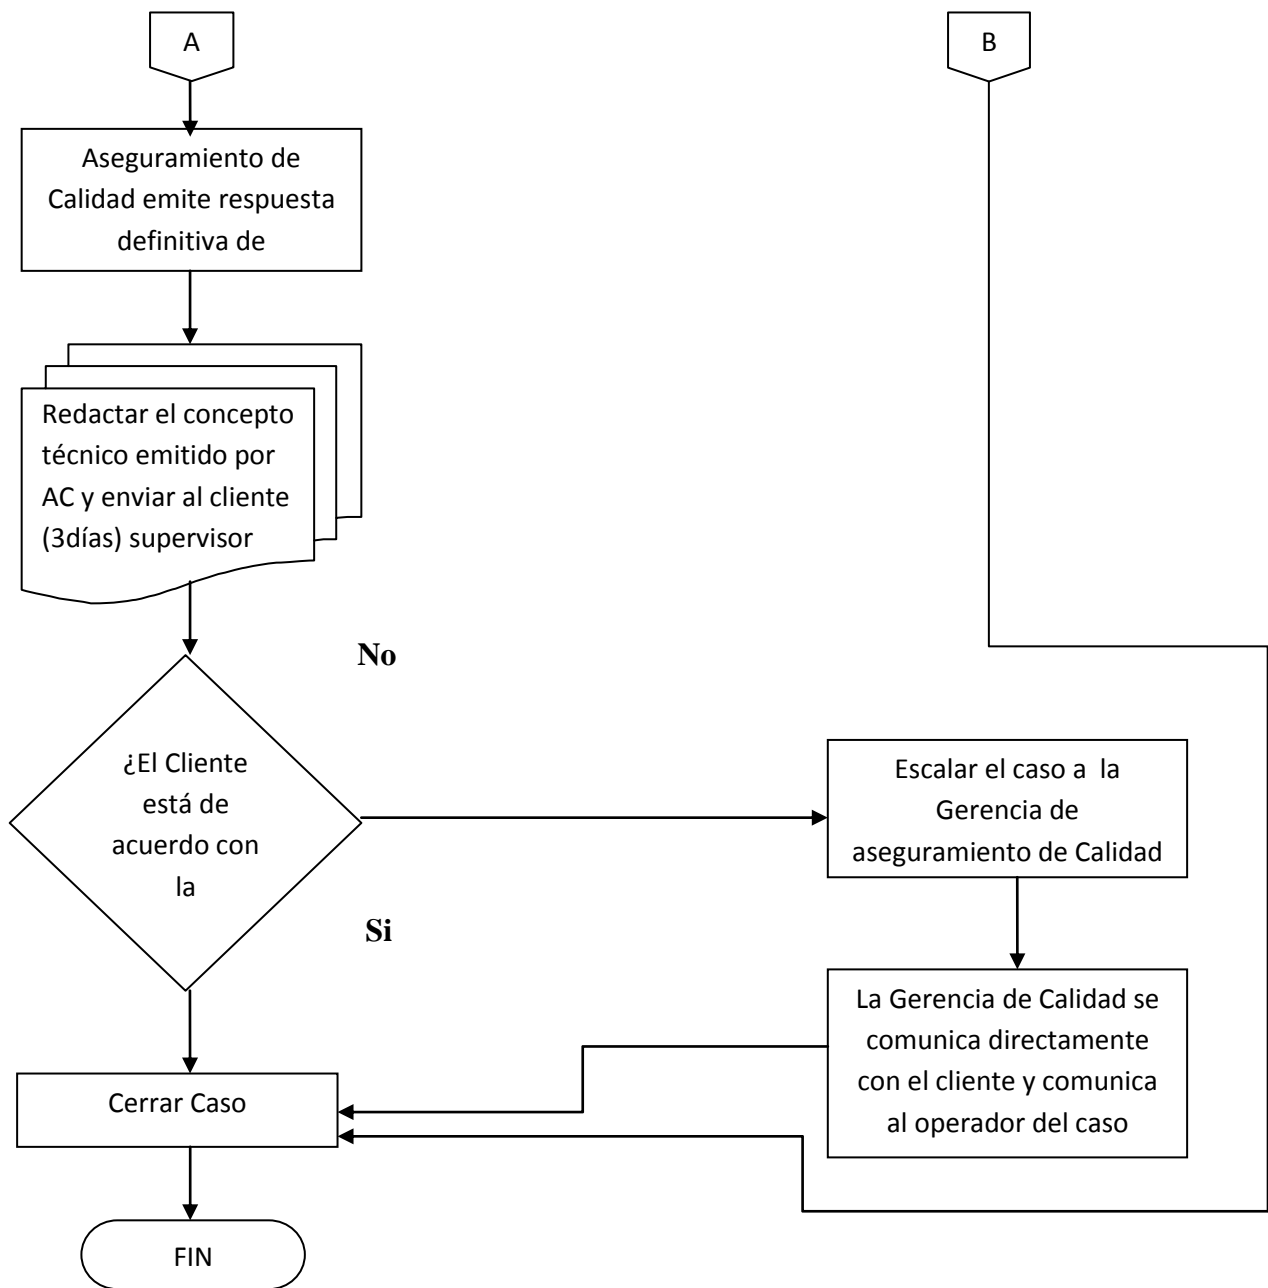 A
B
Aseguramiento de
Calidad emite respuesta
definitiva de
Redactar el concepto
técnico emitido por
AC y enviar al cliente
(3días) supervisor
No
¿El Cliente
está de
acuerdo con
la
Escalar el caso a  la
Gerencia de
aseguramiento de Calidad
Si
La Gerencia de Calidad se
comunica directamente
con el cliente y comunica
al operador del caso
Cerrar Caso
FIN